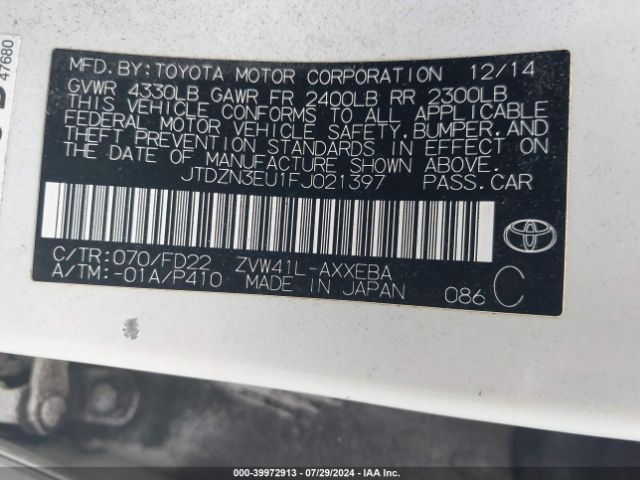 47680
MFD. BY: TOYOTA MOTOR CORPORATION 12/14
GVWR 4330LB GAWR FR 2400LB RR 2300LB
THIS VEHICLE CONFORMS TO ALL APPLICABLE
FEDERAL MOTOR VEHICLE SAFETY, BUMPER, AND
THEFT PREVENTION STANDARDS IN EFFECT ON
THE DATE OF MANUFACTURE SHOWN ABOVE.
JTDZN3EU1FJ021397 PASS. CAR
C/TR: 070/FD22 ZVW41L-AXXEBA
A/TM: -01A/P410 MADE IN JAPAN 086 C
000-39972913 - 07/29/2024 - IAAI.COM